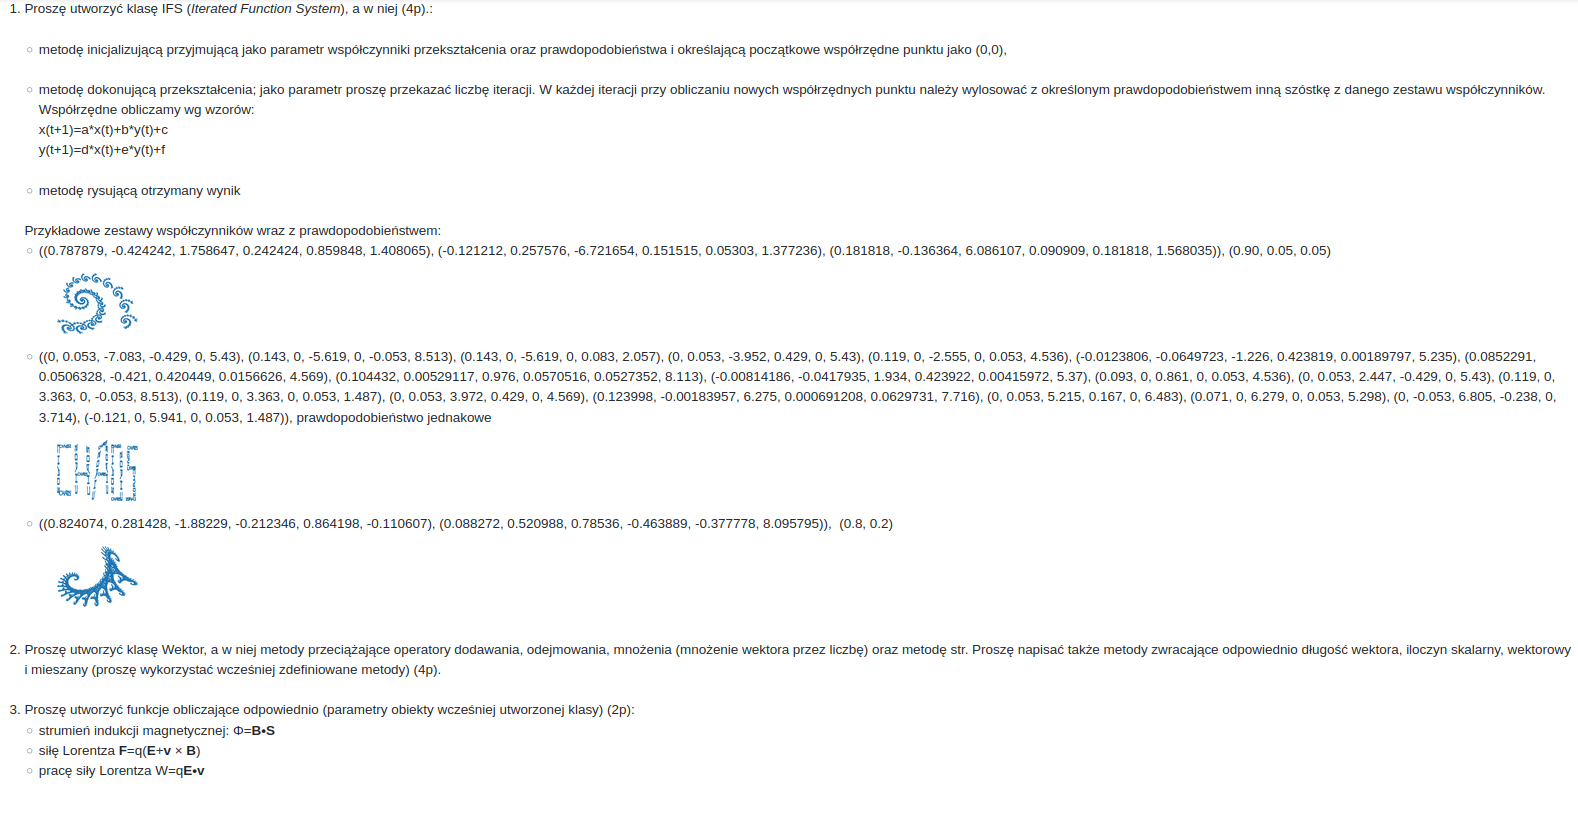 1. Proszę utworzyć klasę IFS (Iterated Function System), a w niej (4p).:
○ metodę inicjalizującą przyjmującą jako parametr współczynniki przekształcenia oraz prawdopodobieństwa i określającą początkowe współrzędne punktu jako (0,0),
○ metodę dokonującą przekształcenia; jako parametr proszę przekazać liczbę iteracji. W każdej iteracji przy obliczaniu nowych współrzędnych punktu należy wylosować z określonym prawdopodobieństwem inną szóstkę z danego zestawu współczynników.
Współrzędne obliczamy wg wzorów:
x(t+1)=a*x(t)+b*y(t)+c
y(t+1)=d*x(t)+e*y(t)+f
○ metodę rysującą otrzymany wynik
Przykładowe zestawy współczynników wraz z prawdopodobieństwem:
○ ((0.787879, -0.424242, 1.758647, 0.242424, 0.859848, 1.408065), (-0.121212, 0.257576, -6.721654, 0.151515, 0.05303, 1.377236), (0.181818, -0.136364, 6.086107, 0.090909, 0.181818, 1.568035)), (0.90, 0.05, 0.05)
○ ((0, 0.053, -7.083, -0.429, 0, 5.43), (0.143, 0, -5.619, 0, -0.053, 8.513), (0.143, 0, -5.619, 0, 0.083, 2.057), (0, 0.053, -3.952, 0.429, 0, 5.43), (0.119, 0, -2.555, 0, 0.053, 4.536), (-0.0123806, -0.0649723, -1.226, 0.423819, 0.00189797, 5.235), (0.0852291,
0.0506328, -0.421, 0.420449, 0.0156626, 4.569), (0.104432, 0.00529117, 0.976, 0.0570516, 0.0527352, 8.113), (-0.00814186, -0.0417935, 1.934, 0.423922, 0.00415972, 5.37), (0.093, 0, 0.861, 0, 0.053, 4.536), (0, 0.053, 2.447, -0.429, 0, 5.43), (0.119, 0,
3.363, 0, -0.053, 8.513), (0.119, 0, 3.363, 0, 0.053, 1.487), (0, 0.053, 3.972, 0.429, 0, 4.569), (0.123998, -0.00183957, 6.275, 0.000691208, 0.0629731, 7.716), (0, 0.053, 5.215, 0.167, 0, 6.483), (0.071, 0, 6.279, 0, 0.053, 5.298), (0, -0.053, 6.805, -0.238, 0,
3.714), (-0.121, 0, 5.941, 0, 0.053, 1.487)), prawdopodobieństwo jednakowe
CHAOS
○ ((0.824074, 0.281428, -1.88229, -0.212346, 0.864198, -0.110607), (0.088272, 0.520988, 0.78536, -0.463889, -0.377778, 8.095795)), (0.8, 0.2)
2. Proszę utworzyć klasę Wektor, a w niej metody przeciążające operatory dodawania, odejmowania, mnożenia (mnożenie wektora przez liczbę) oraz metodę str. Proszę napisać także metody zwracające odpowiednio długość wektora, iloczyn skalarny, wektorowy
i mieszany (proszę wykorzystać wcześniej zdefiniowane metody) (4p).
3. Proszę utworzyć funkcje obliczające odpowiednio (parametry obiekty wcześniej utworzonej klasy) (2p):
○ strumień indukcji magnetycznej: Φ=B•S
○ siłę Lorentza F=q(E+v × B)
○ pracę siły Lorentza W=qE•v